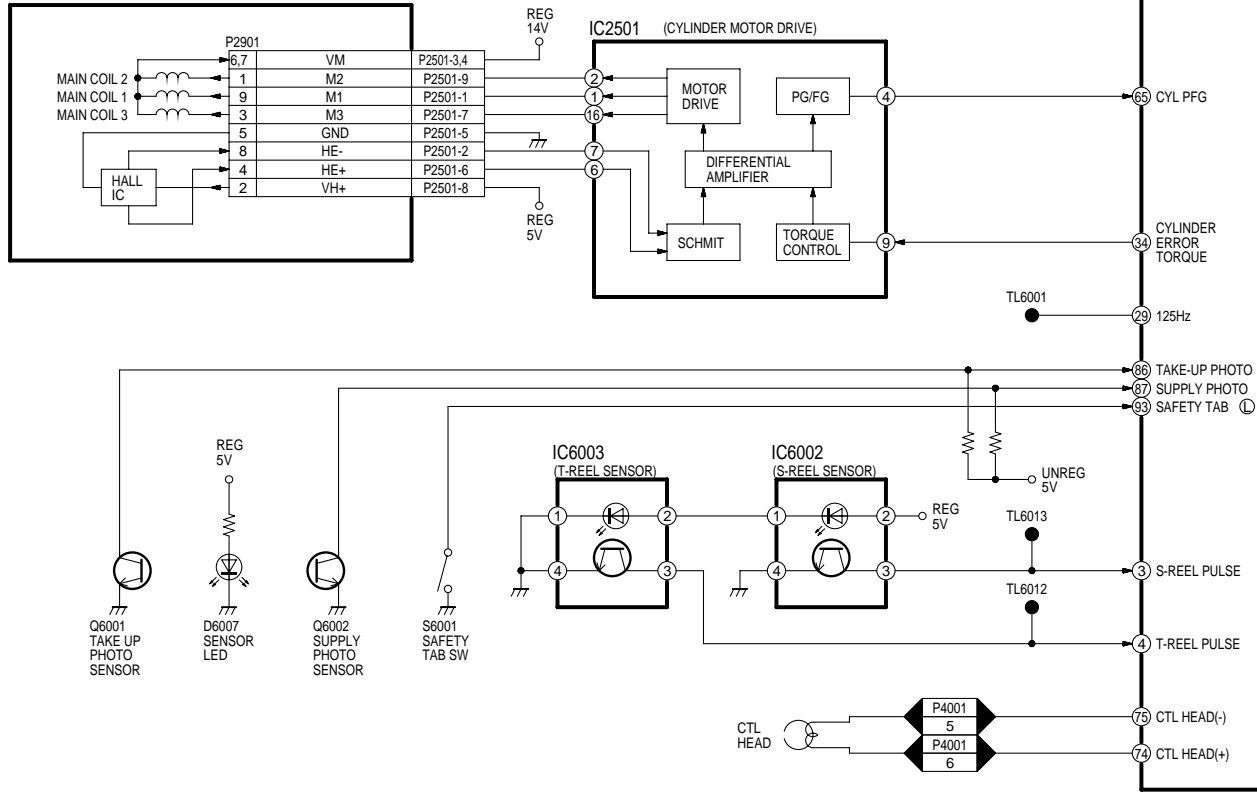 REG
14V
IC2501 (CYLINDER MOTOR DRIVE)
P2901
6,7 VM P2501-3,4
MAIN COIL 2 1 M2 P2501-9 2
MAIN COIL 1 9 M1 P2501-1 1
MAIN COIL 3 3 M3 P2501-7 16
5 GND P2501-5
8 HE- P2501-2 7
4 HE+ P2501-6 6
2 VH+ P2501-8
HALL
IC
REG
5V
MOTOR
DRIVE
PG/FG
4
65 CYL PFG
DIFFERENTIAL
AMPLIFIER
SCHMIT
TORQUE
CONTROL
9
34 CYLINDER
ERROR
TORQUE
TL6001
29 125Hz
86 TAKE-UP PHOTO
87 SUPPLY PHOTO
93 SAFETY TAB L
REG
5V
IC6003
(T-REEL SENSOR)
1 2
4 3
IC6002
(S-REEL SENSOR)
1 2
4 3
REG
5V
UNREG
5V
TL6013
3 S-REEL PULSE
TL6012
4 T-REEL PULSE
Q6001
TAKE UP
PHOTO
SENSOR
D6007
SENSOR
LED
Q6002
SUPPLY
PHOTO
SENSOR
S6001
SAFETY
TAB SW
CTL
HEAD
P4001
5
75 CTL HEAD(-)
P4001
6
74 CTL HEAD(+)